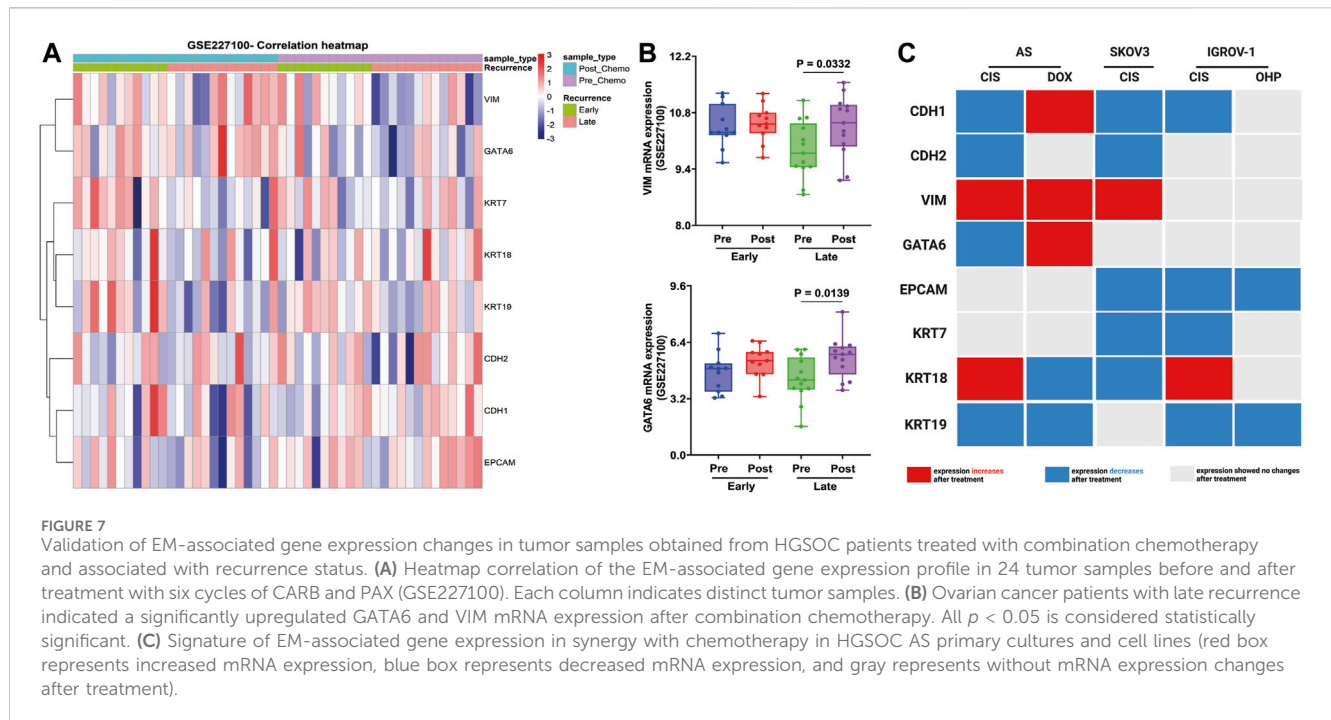 A
GSE227100- Correlation heatmap
sample_type
Recurrence
VIM
GATA6
KRT7
KRT18
KRT19
CDH2
CDH1
EPCAM
3
2
1
0
-1
-2
-3
sample_type
Post_Chemo
Pre_Chemo
Recurrence
Early
Late
B
VIM mRNA expression
(GSE227100)
12.2
10.8
9.4
8.0
P = 0.0332
Pre Post Pre Post
Early Late
GATA6 mRNA expression
(GSE227100)
9.6
6.4
3.2
0.0
P = 0.0139
Pre Post Pre Post
Early Late
C
AS SKOV3 IGROV-1
CIS DOX CIS CIS OHP
CDH1
CDH2
VIM
GATA6
EPCAM
KRT7
KRT18
KRT19
expression increases
after treatment
expression decreases
after treatment
expression showed no changes
after treatment
FIGURE 7
Validation of EM-associated gene expression changes in tumor samples obtained from HGSOC patients treated with combination chemotherapy
and associated with recurrence status. (A) Heatmap correlation of the EM-associated gene expression profile in 24 tumor samples before and after
treatment with six cycles of CARB and PAX (GSE227100). Each column indicates distinct tumor samples. (B) Ovarian cancer patients with late recurrence
indicated a significantly upregulated GATA6 and VIM mRNA expression after combination chemotherapy. All p < 0.05 is considered statistically
significant. (C) Signature of EM-associated gene expression in synergy with chemotherapy in HGSOC AS primary cultures and cell lines (red box
represents increased mRNA expression, blue box represents decreased mRNA expression, and gray represents without mRNA expression changes
after treatment).